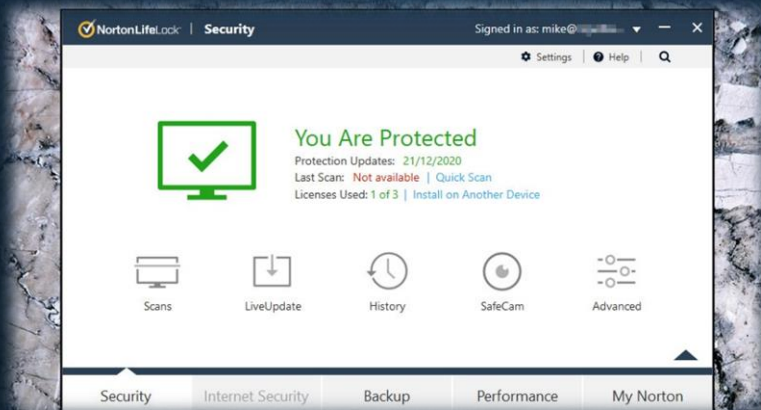 NortonLifeLock | Security
Signed in as: mike@
Settings | Help |
You Are Protected
Protection Updates: 21/12/2020
Last Scan: Not available | Quick Scan
Licenses Used: 1 of 3 | Install on Another Device
Scans LiveUpdate History SafeCam Advanced
Security Internet Security Backup Performance My Norton